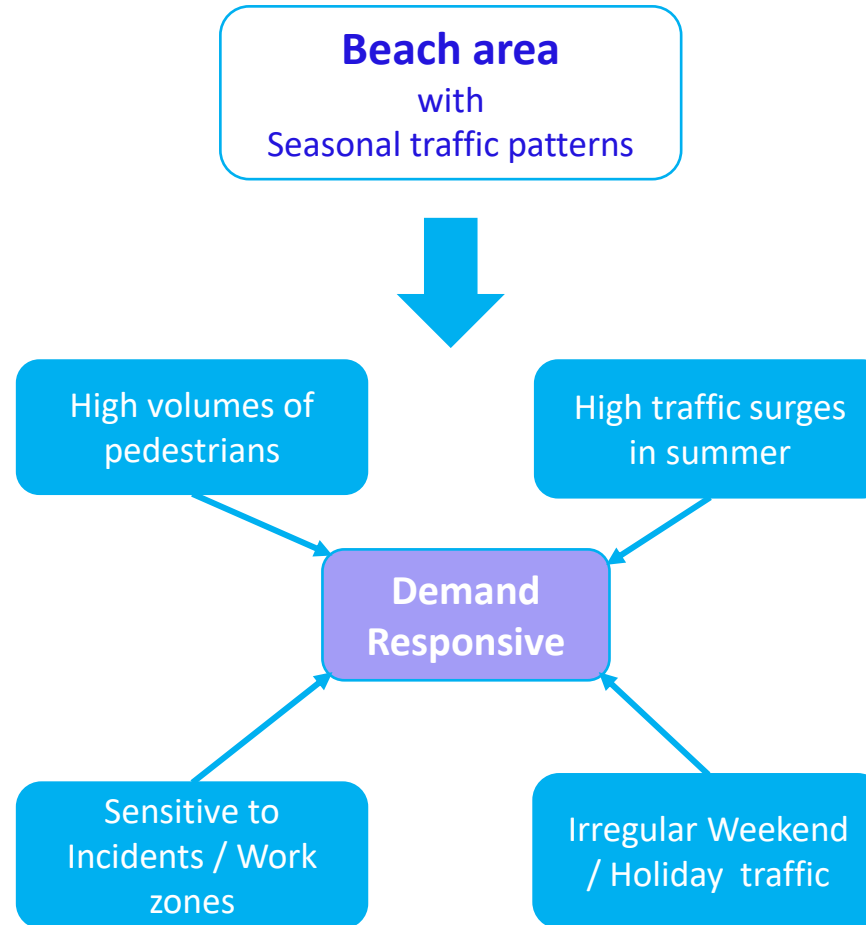 Beach area
with
Seasonal traffic patterns
High volumes of
pedestrians
High traffic surges
in summer
Demand
Responsive
Sensitive to
Incidents / Work
zones
Irregular Weekend
/ Holiday  traffic